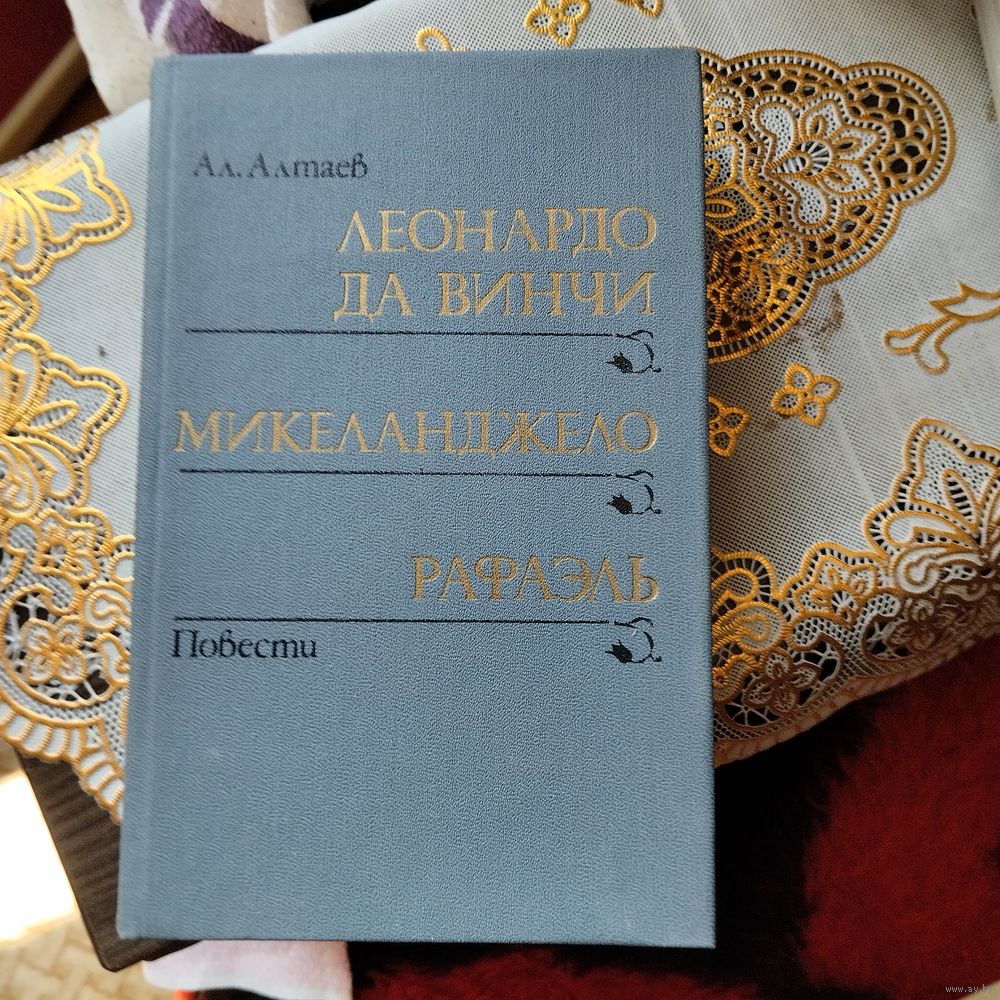 Ал. Алтаев
ЛЕОНАРДО
ДА ВИНЧИ
МИКЕЛАНДЖЕЛО
РАФАЭЛЬ
Повести